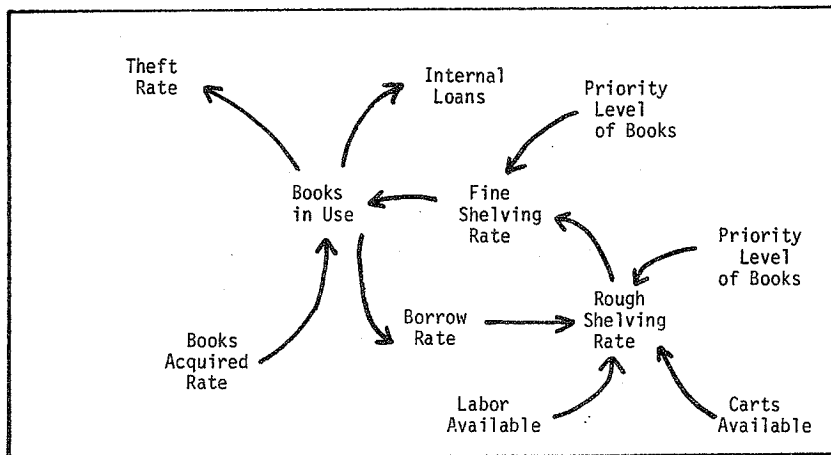 Theft
Rate
Internal
Loans
Priority
Level
of Books
Books
in Use
Fine
Shelving
Rate
Priority
Level
of Books
Rough
Shelving
Rate
Borrow
Rate
Books
Acquired
Rate
Labor
Available
Carts
Available